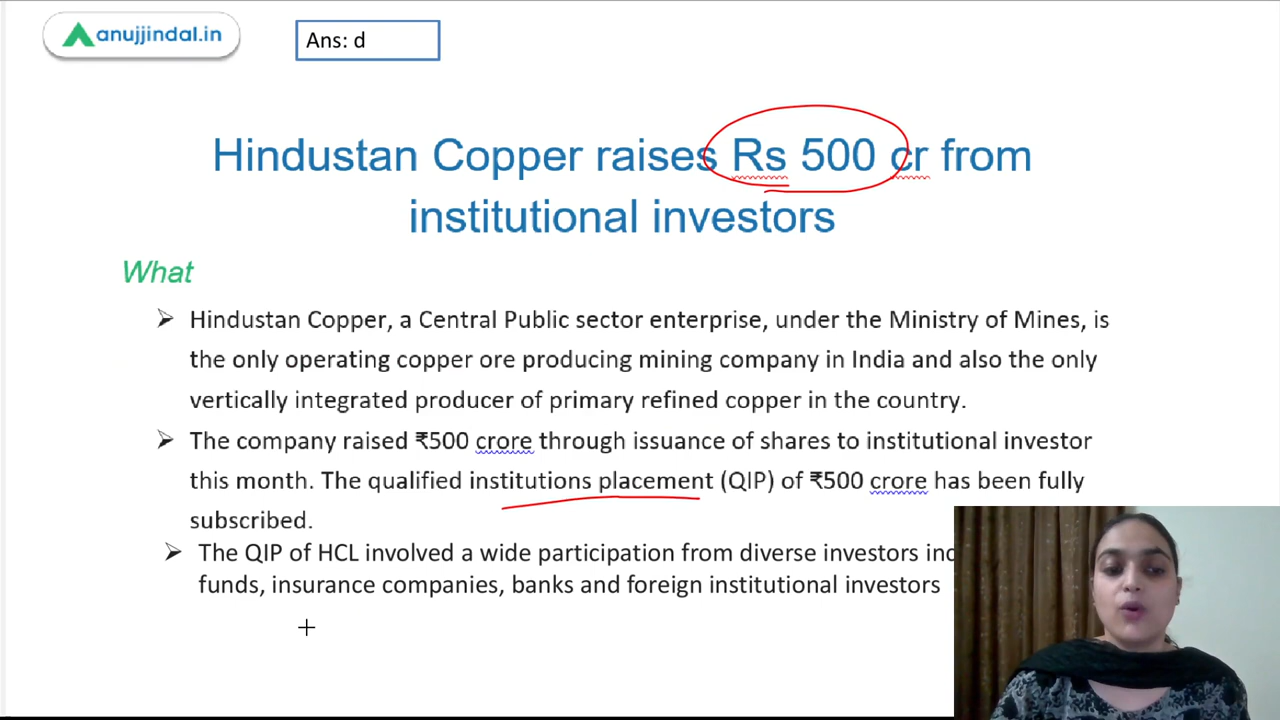 anujjindal.in
Ans: d
Hindustan Copper raises Rs 500 cr from
institutional investors
What
➢ Hindustan Copper, a Central Public sector enterprise, under the Ministry of Mines, is
the only operating copper ore producing mining company in India and also the only
vertically integrated producer of primary refined copper in the country.
➢ The company raised ₹500 crore through issuance of shares to institutional investor
this month. The qualified institutions placement (QIP) of ₹500 crore has been fully
subscribed.
➢ The QIP of HCL involved a wide participation from diverse investors
funds, insurance companies, banks and foreign institutional investors